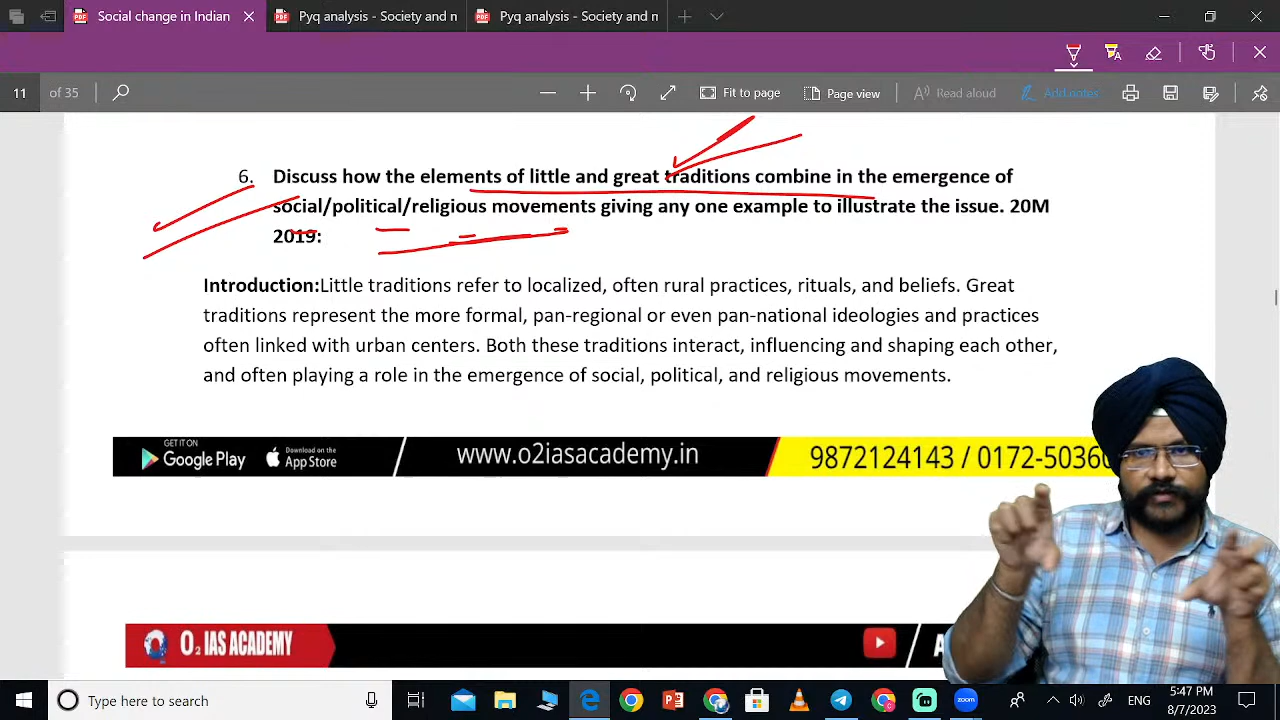 Social change in Indian
Pyq analysis - Society and n
Pyq analysis - Society and n
11 of 35
Fit to page
Page view
Read aloud
Add notes
6. Discuss how the elements of little and great traditions combine in the emergence of
social/political/religious movements giving any one example to illustrate the issue. 20M
2019:
Introduction:Little traditions refer to localized, often rural practices, rituals, and beliefs. Great
traditions represent the more formal, pan-regional or even pan-national ideologies and practices
often linked with urban centers. Both these traditions interact, influencing and shaping each other,
and often playing a role in the emergence of social, political, and religious movements.
GET IT ON
Google Play
Download on the
App Store
www.o2iasacademy.in
9872124143 / 0172-5036
O2 IAS ACADEMY
A
Type here to search
zoom
ENG
5:47 PM
8/7/2023